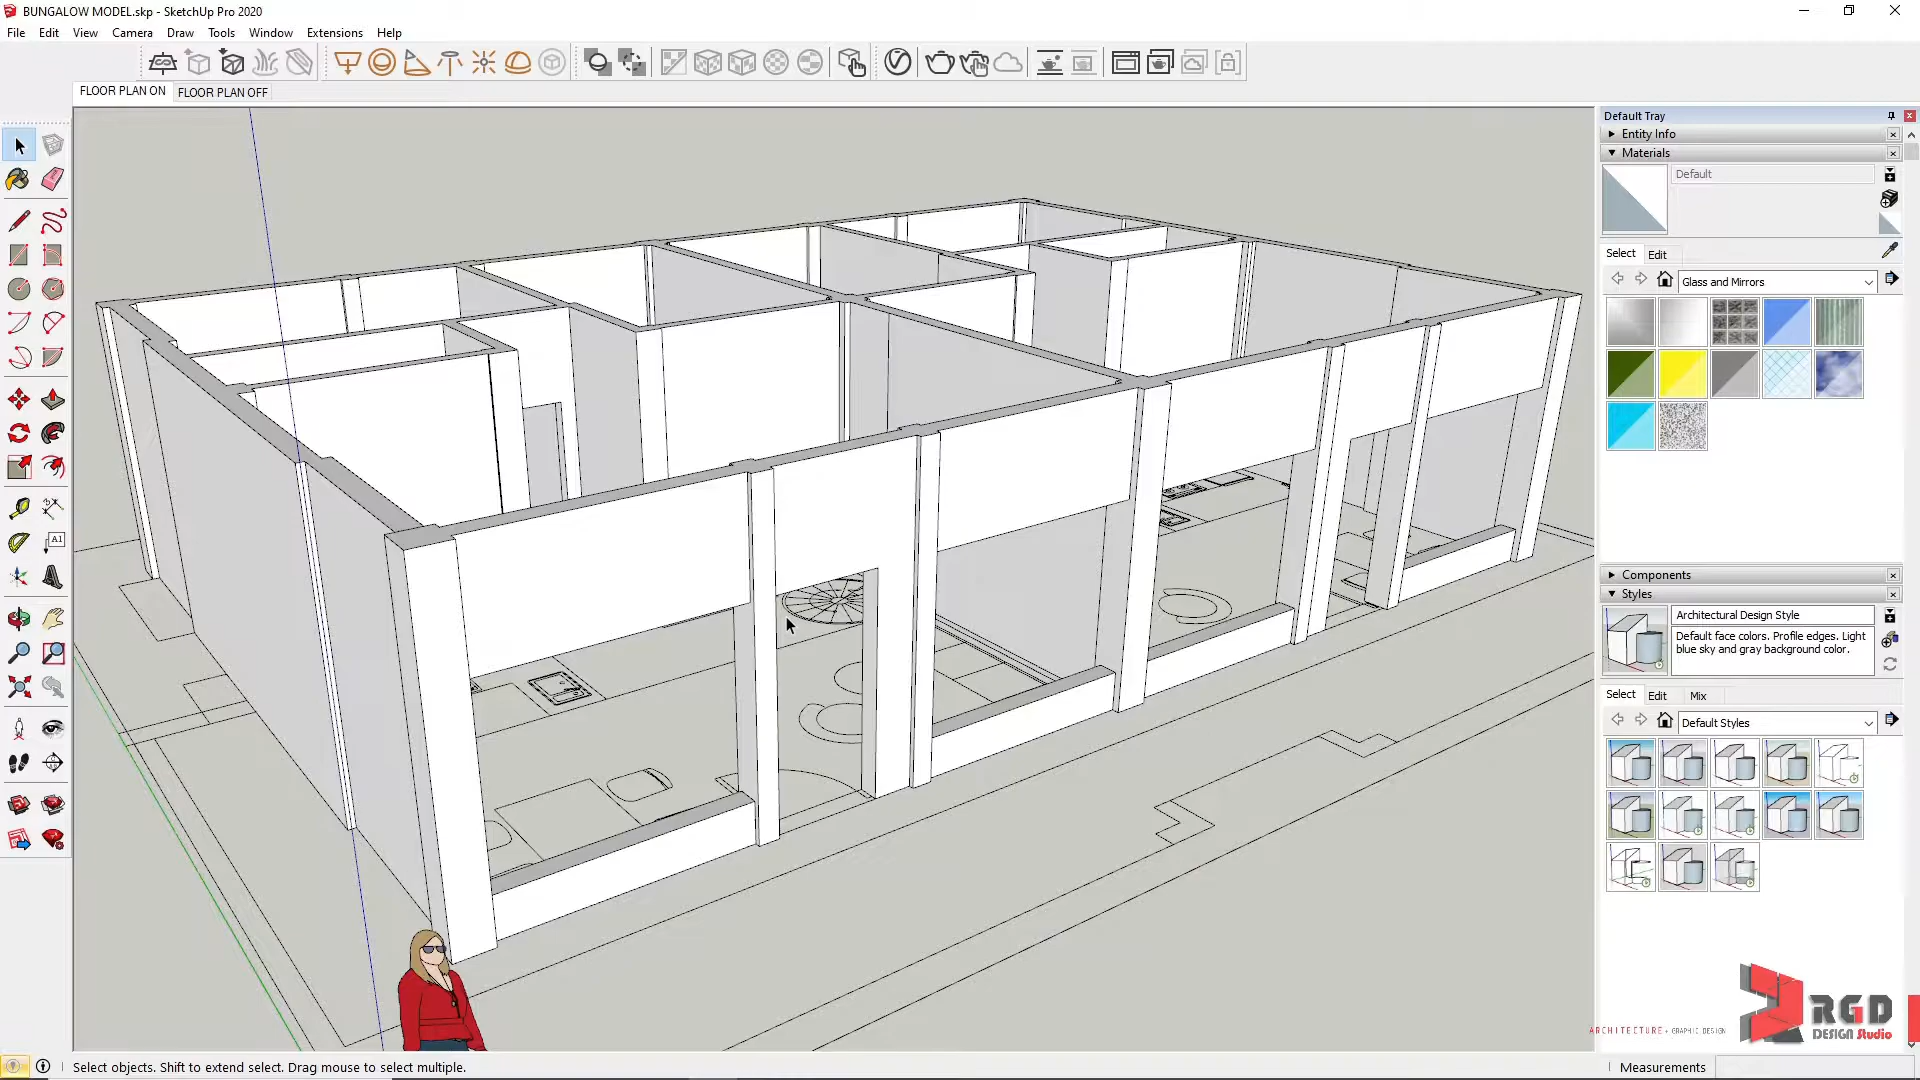 BUNGALOW MODEL.skp - SketchUp Pro 2020
File Edit View Camera Draw Tools Window Extensions Help
FLOOR PLAN ON FLOOR PLAN OFF
Default Tray
Entity Info
Materials
Default
Select Edit
Glass and Mirrors
Components
Styles
Architectural Design Style
Default face colors. Profile edges. Light
blue sky and gray background color.
Select Edit Mix
Default Styles
RGD
DESIGN Studio
ARCHITECTURE + GRAPHIC DESIGN
Select objects. Shift to extend select. Drag mouse to select multiple.
Measurements